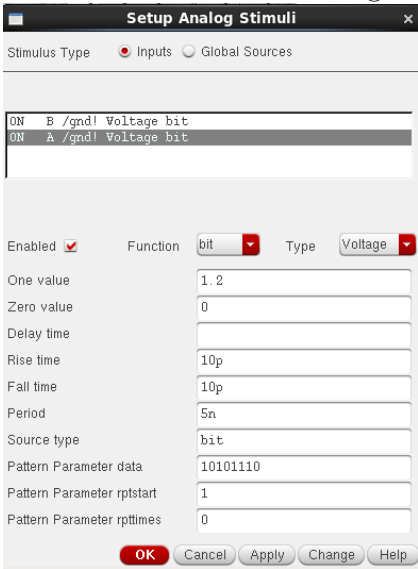 Setup Analog Stimuli ×
Stimulus Type Inputs Global Sources
ON B /gnd! Voltage bit
ON A /gnd! Voltage bit
Enabled Function bit Type Voltage
One value 1.2
Zero value 0
Delay time
Rise time 10p
Fall time 10p
Period 5n
Source type bit
Pattern Parameter data 10101110
Pattern Parameter rptstart 1
Pattern Parameter rpttimes 0
OK Cancel Apply Change Help